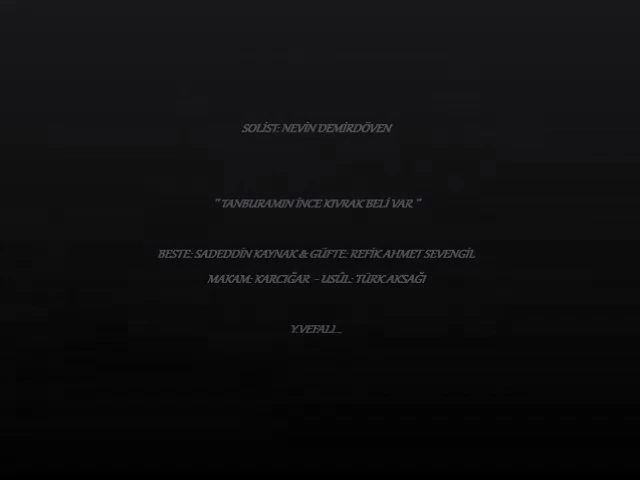 SOLİST: NEVİN DEMİRDÖVEN
" TANBURAMIN İNCE KIVRAK BELİ VAR "
BESTE: SADEDDİN KAYNAK & GÜFTE: REFİK AHMET SEVENGİL
MAKAM: KARCIĞAR - USÛL: TÜRK AKSAĞI
Y.VEFALI...